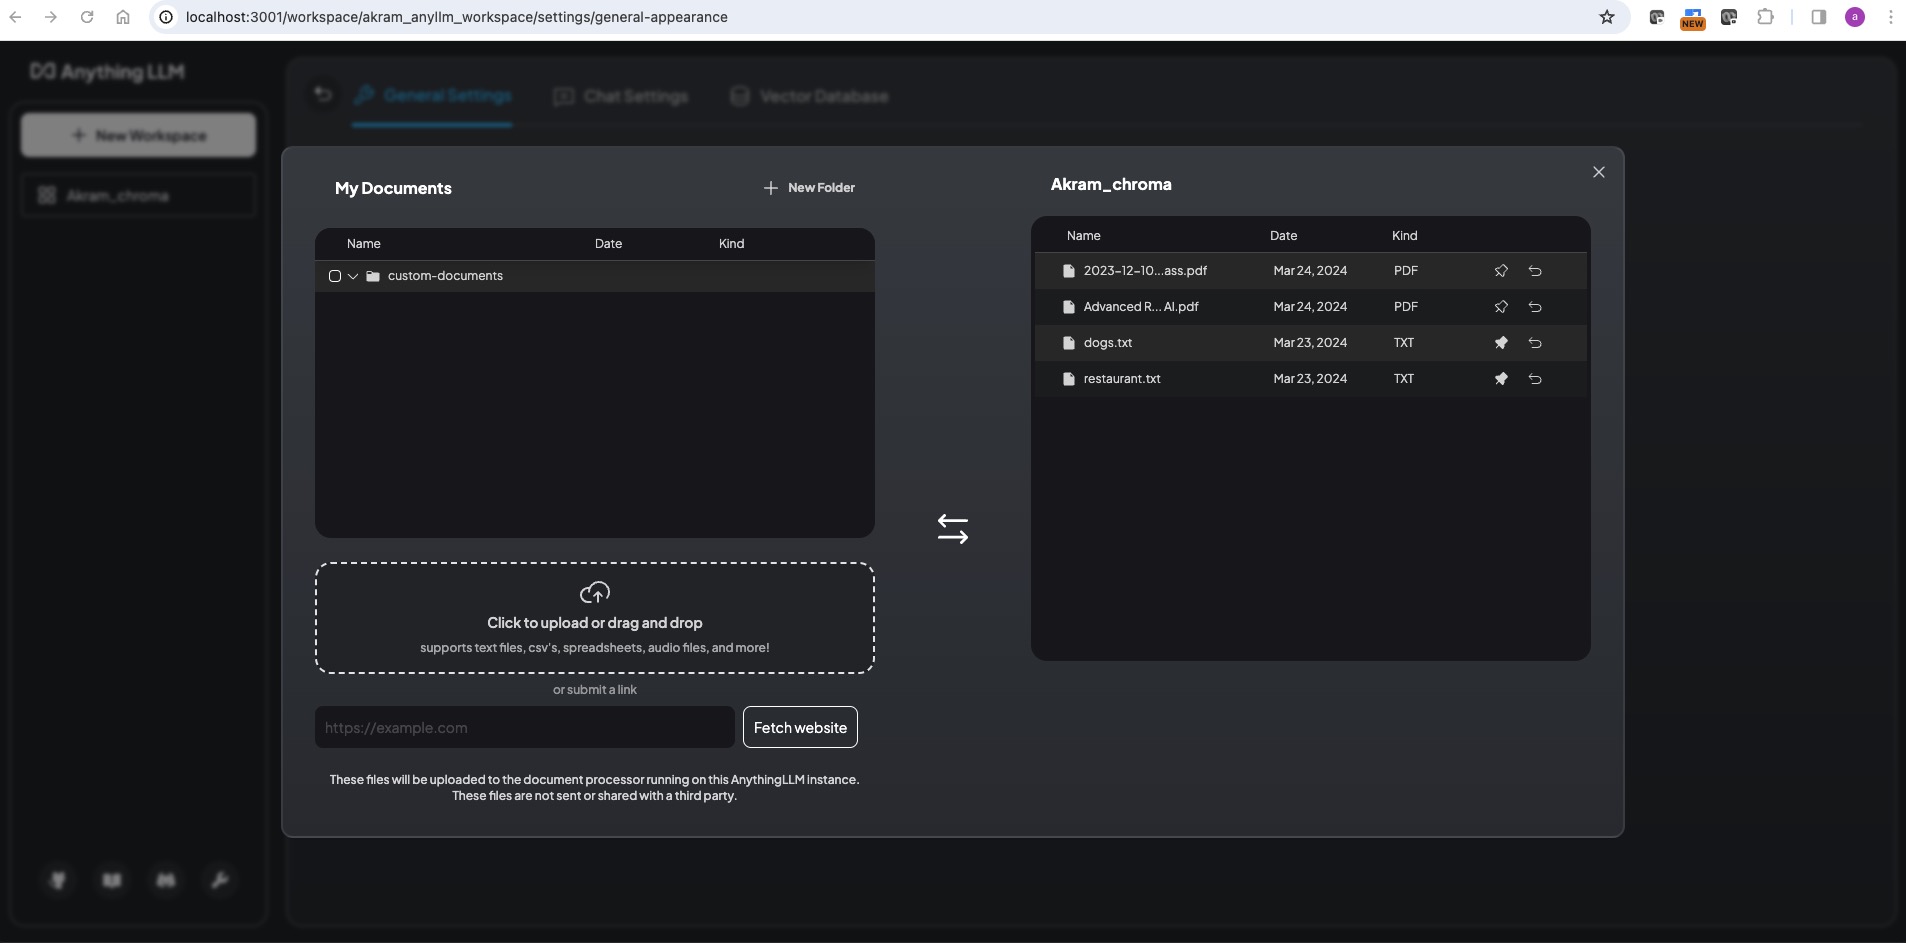 localhost:3001/workspace/akram_anyllm_workspace/settings/general-appearance
NEW
a
Anything LLM
General Settings
Chat Settings
Vector Database
New Workspace
Akram_chroma
My Documents
New Folder
Name Date Kind
custom-documents
Click to upload or drag and drop
supports text files, csv's, spreadsheets, audio files, and more!
or submit a link
https://example.com
Fetch website
These files will be uploaded to the document processor running on this AnythingLLM instance.
These files are not sent or shared with a third party.
Akram_chroma
Name Date Kind
2023-12-10...ass.pdf Mar 24, 2024 PDF
Advanced R... AI.pdf Mar 24, 2024 PDF
dogs.txt Mar 23, 2024 TXT
restaurant.txt Mar 23, 2024 TXT